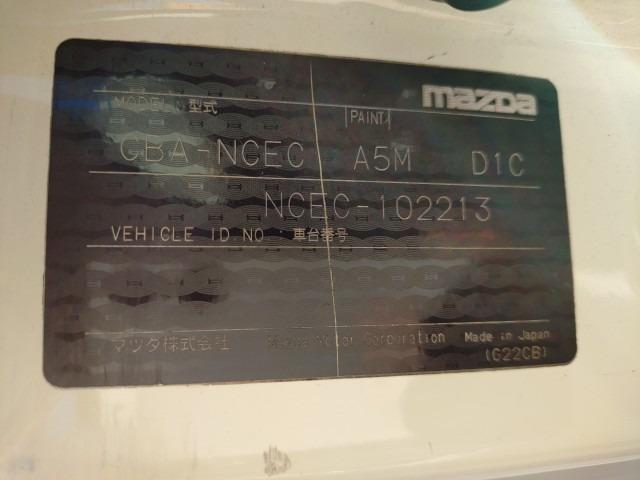 mazda
MODEL 型式 PAINT
CBA-NCEC A5M D1C
NCEC-102213
VEHICLE ID.NO 車台番号
マツダ株式会社 Mazda Motor Corporation Made in Japan
(G22CB)